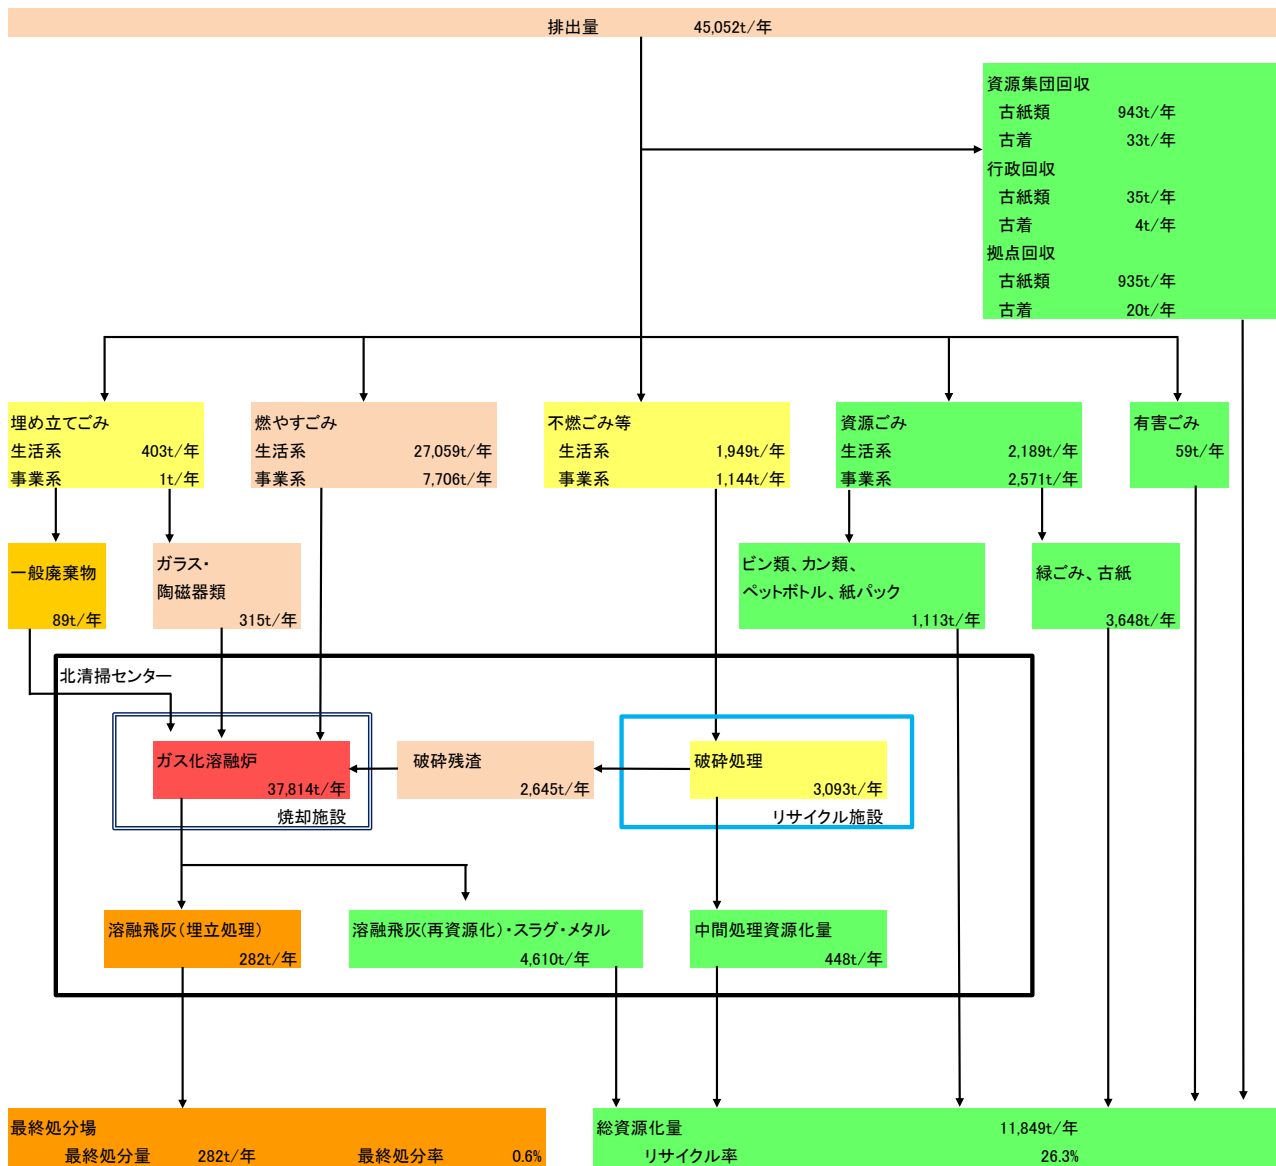 排出量 45,052t/年
資源集団回収
古紙類 943t/年
古着 33t/年
行政回収
古紙類 35t/年
古着 4t/年
拠点回収
古紙類 935t/年
古着 20t/年
埋め立てごみ
生活系 403t/年
事業系 1t/年
燃やすごみ
生活系 27,059t/年
事業系 7,706t/年
不燃ごみ等
生活系 1,949t/年
事業系 1,144t/年
資源ごみ
生活系 2,189t/年
事業系 2,571t/年
有害ごみ
59t/年
一般廃棄物
89t/年
ガラス・
陶磁器類
315t/年
ビン類、カン類、
ペットボトル、紙パック
1,113t/年
緑ごみ、古紙
3,648t/年
北清掃センター
ガス化溶融炉
37,814t/年
焼却施設
破砕残渣
2,645t/年
破砕処理
3,093t/年
リサイクル施設
溶融飛灰(埋立処理)
282t/年
溶融飛灰(再資源化)・スラグ・メタル
4,610t/年
中間処理資源化量
448t/年
最終処分場
最終処分量 282t/年 最終処分率 0.6%
総資源化量 11,849t/年
リサイクル率 26.3%